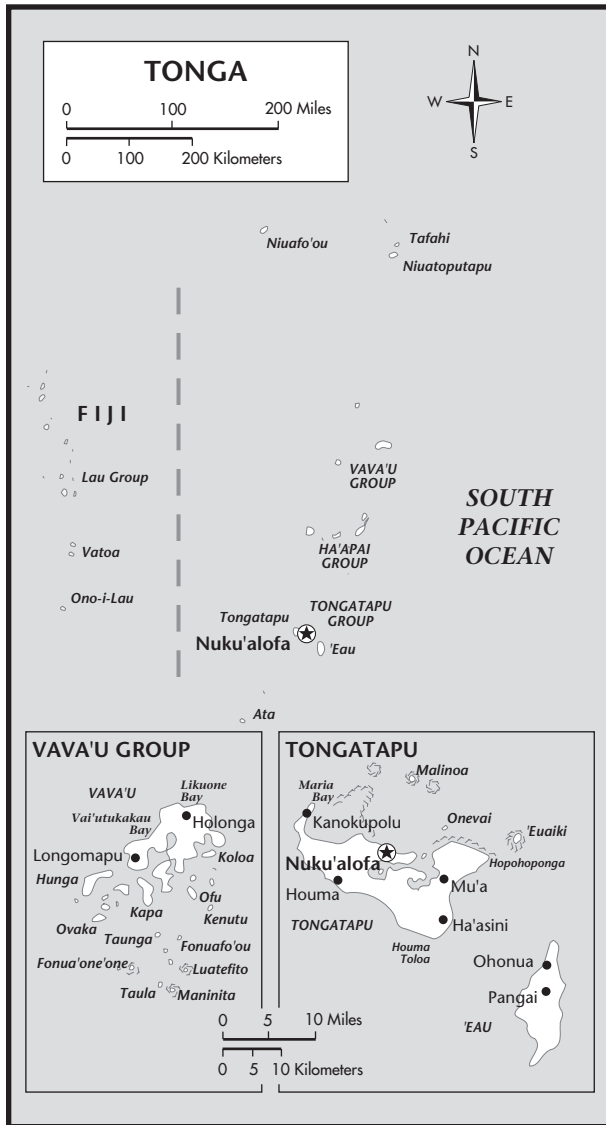 TONGA
0 100 200 Miles
0 100 200 Kilometers
N
W E
S
Niuafo'ou
Tafahi
Niuatoputapu
FIJI
Lau Group
VAVA'U
GROUP
SOUTH
PACIFIC
OCEAN
Vatoa
HA'APAI
GROUP
Ono-i-Lau
Tongatapu
TONGATAPU
GROUP
Nuku'alofa
'Eau
Ata
VAVA'U GROUP
VAVA'U
Likuone
Bay
Vai'utukakau
Bay
Holonga
Longomapu
Koloa
Hunga
Ofu
Kapa
Kenutu
Ovaka
Taunga
Fonuafo'ou
Fonua'one'one
Luatefito
Taula
Maninita
TONGATAPU
Maria
Bay
Malinoa
Kanokupolu
Onevai
'Euaiki
Nuku'alofa
Hopohoponga
Houma
Mu'a
TONGATAPU
Ha'asini
Houma
Toloa
Ohonua
Pangai
'EAU
0 5 10 Miles
0 5 10 Kilometers